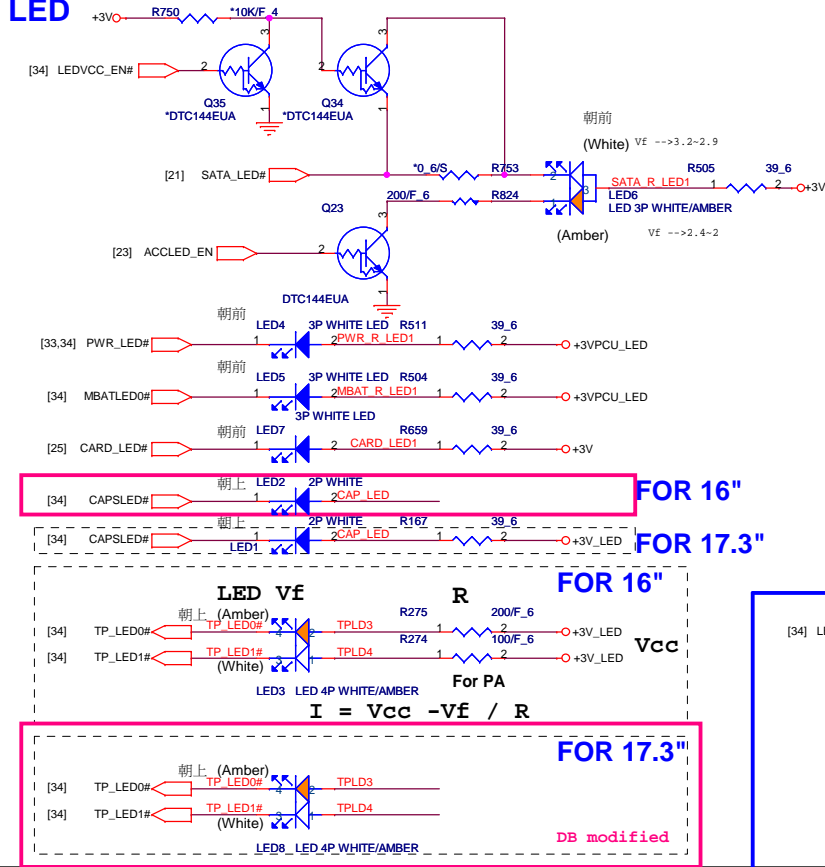 LED
+3V R750 *10K/F_4
3 3
[34] LEDVCC_EN# 2 2
Q35 Q34
*DTC144EUA *DTC144EUA
1 1
朝前
(White) Vf -->3.2~2.9
[21] SATA_LED# *0_6/S R753 2 SATA_R_LED1 R505 39_6
3 1 2 +3V
200/F_6 R824 1 LED6
LED 3P WHITE/AMBER
Q23 3
(Amber) Vf -->2.4~2
[23] ACCLED_EN 2
1
DTC144EUA
朝前 LED4 3P WHITE LED R511 39_6
[33,34] PWR_LED# 1 2 PWR_R_LED1 1 2 +3VPCU_LED
朝前 LED5 3P WHITE LED R504 39_6
[34] MBATLED0# 1 2 MBAT_R_LED1 1 2 +3VPCU_LED
3P WHITE LED
朝前 LED7 R659 39_6
[25] CARD_LED# 1 2 CARD_LED1 1 2 +3V
朝上 LED2 2P WHITE
[34] CAPSLED# 1 2 CAP_LED FOR 16"
朝上 2P WHITE R167 39_6
[34] CAPSLED# 1 2 CAP_LED 1 2 +3V_LED FOR 17.3"
LED1
FOR 16"
LED Vf R
朝上 (Amber) R275 200/F_6
[34] TP_LED0# TP_LED0# 4 2 TPLD3 1 2 +3V_LED
R274 100/F_6 Vcc
[34] TP_LED1# TP_LED1# 3 1 TPLD4 1 2 +3V_LED
(White)
LED3 LED 4P WHITE/AMBER For PA
I = Vcc -Vf / R
FOR 17.3"
朝上 (Amber)
[34] TP_LED0# TP_LED0# 4 2 TPLD3
[34] TP_LED1# TP_LED1# 3 1 TPLD4
(White)
LED8 LED 4P WHITE/AMBER DB modified
[34] L